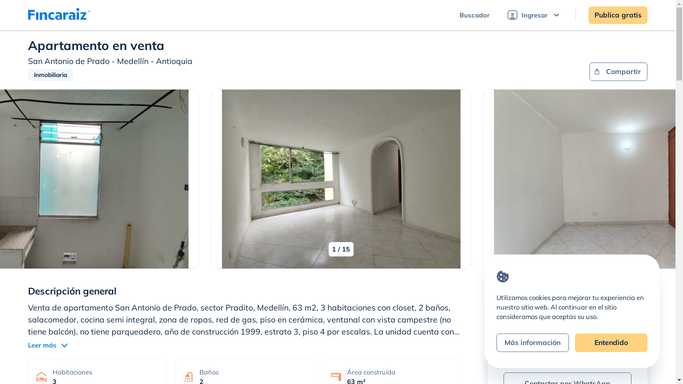 Fincaraiz
Buscador
Ingresar
Publica gratis
Apartamento en venta
San Antonio de Prado - Medellín - Antioquia
Inmobiliaria
Compartir
1 / 15
Descripción general
Venta de apartamento San Antonio de Prado, sector Pradito, Medellín, 63 m2, 3 habitaciones con closet, 2 baños,
salacomedor, cocina semi integral, zona de ropas, red de gas, piso en cerámica, ventanal con vista campestre (no
tiene balcón), no tiene parqueadero, año de construcción 1999, estrato 3, piso 4 por escalas. La unidad cuenta con...
Leer más
Habitaciones
3
Baños
2
Área construida
63 m²
Utilizamos cookies para mejorar tu experiencia en
nuestro sitio web. Al continuar en el sitio
consideramos que aceptas su uso.
Más información
Entendido
Contactar por WhatsApp